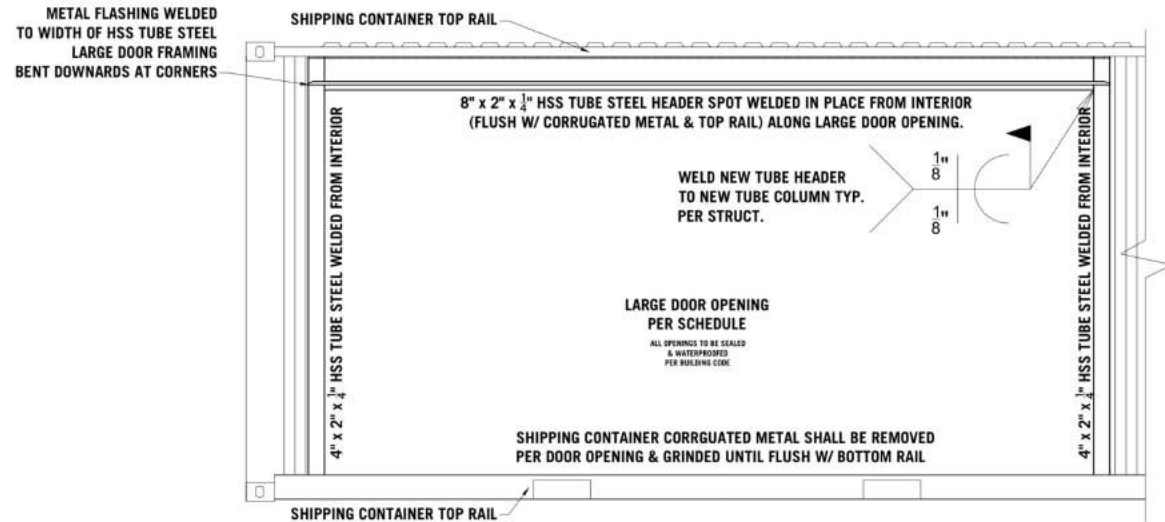 METAL FLASHING WELDED
TO WIDTH OF HSS TUBE STEEL
LARGE DOOR FRAMING
BENT DOWNARDS AT CORNERS
SHIPPING CONTAINER TOP RAIL
8" x 2" x 1/4" HSS TUBE STEEL HEADER SPOT WELDED IN PLACE FROM INTERIOR
(FLUSH W/ CORRUGATED METAL & TOP RAIL) ALONG LARGE DOOR OPENING.
4" x 2" x 1/4" HSS TUBE STEEL WELDED FROM INTERIOR
WELD NEW TUBE HEADER
TO NEW TUBE COLUMN TYP.
PER STRUCT.
1/8"
1/8"
4" x 2" x 1/4" HSS TUBE STEEL WELDED FROM INTERIOR
LARGE DOOR OPENING
PER SCHEDULE
ALL OPENINGS TO BE SEALED
& WATERPROOFED
PER BUILDING CODE
SHIPPING CONTAINER CORRGUATED METAL SHALL BE REMOVED
PER DOOR OPENING & GRINDED UNTIL FLUSH W/ BOTTOM RAIL
SHIPPING CONTAINER TOP RAIL